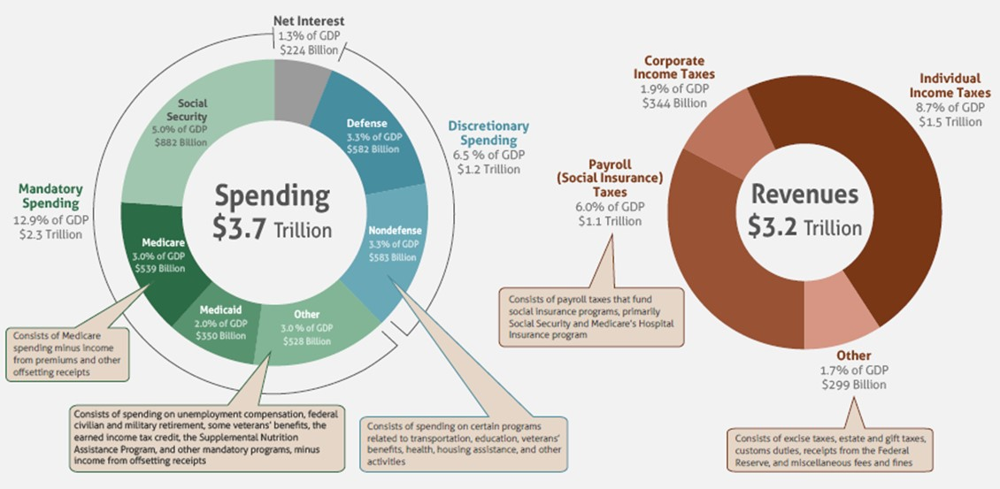 Net Interest
1.3% of GDP
$224 Billion
Social
Security
5.0% of GDP
$882 Billion
Defense
3.3% of GDP
$582 Billion
Discretionary
Spending
6.5 % of GDP
$1.2 Trillion
Mandatory
Spending
12.9% of GDP
$2.3 Trillion
Spending
$3.7 Trillion
Medicare
3.0% of GDP
$539 Billion
Nondefense
3.3% of GDP
$583 Billion
Medicaid
2.0% of GDP
$350 Billion
Other
3.0 % of GDP
$528 Billion
Consists of Medicare
spending minus income
from premiums and other
offsetting receipts
Consists of spending on unemployment compensation, federal
civilian and military retirement, some veterans' benefits, the
earned income tax credit, the Supplemental Nutrition
Assistance Program, and other mandatory programs, minus
income from offsetting receipts
Consists of spending on certain programs
related to transportation, education, veterans'
benefits, health, housing assistance, and other
activities
Corporate
Income Taxes
1.9% of GDP
$344 Billion
Individual
Income Taxes
8.7% of GDP
$1.5 Trillion
Payroll
(Social Insurance)
Taxes
6.0% of GDP
$1.1 Trillion
Revenues
$3.2 Trillion
Consists of payroll taxes that fund
social insurance programs, primarily
Social Security and Medicare's Hospital
Insurance program
Other
1.7% of GDP
$299 Billion
Consists of excise taxes, estate and gift taxes,
customs duties, receipts from the Federal
Reserve, and miscellaneous fees and fines